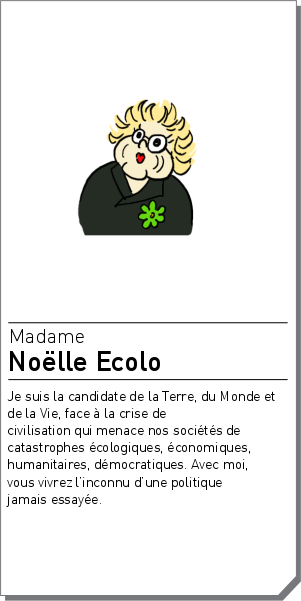 Madame
Noëlle Ecolo
Je suis la candidate de la Terre, du Monde et
de la Vie, face à la crise de
civilisation qui menace nos sociétés de
catastrophes écologiques, économiques,
humanitaires, démocratiques. Avec moi,
vous vivrez l'inconnu d'une politique
jamais essayée.